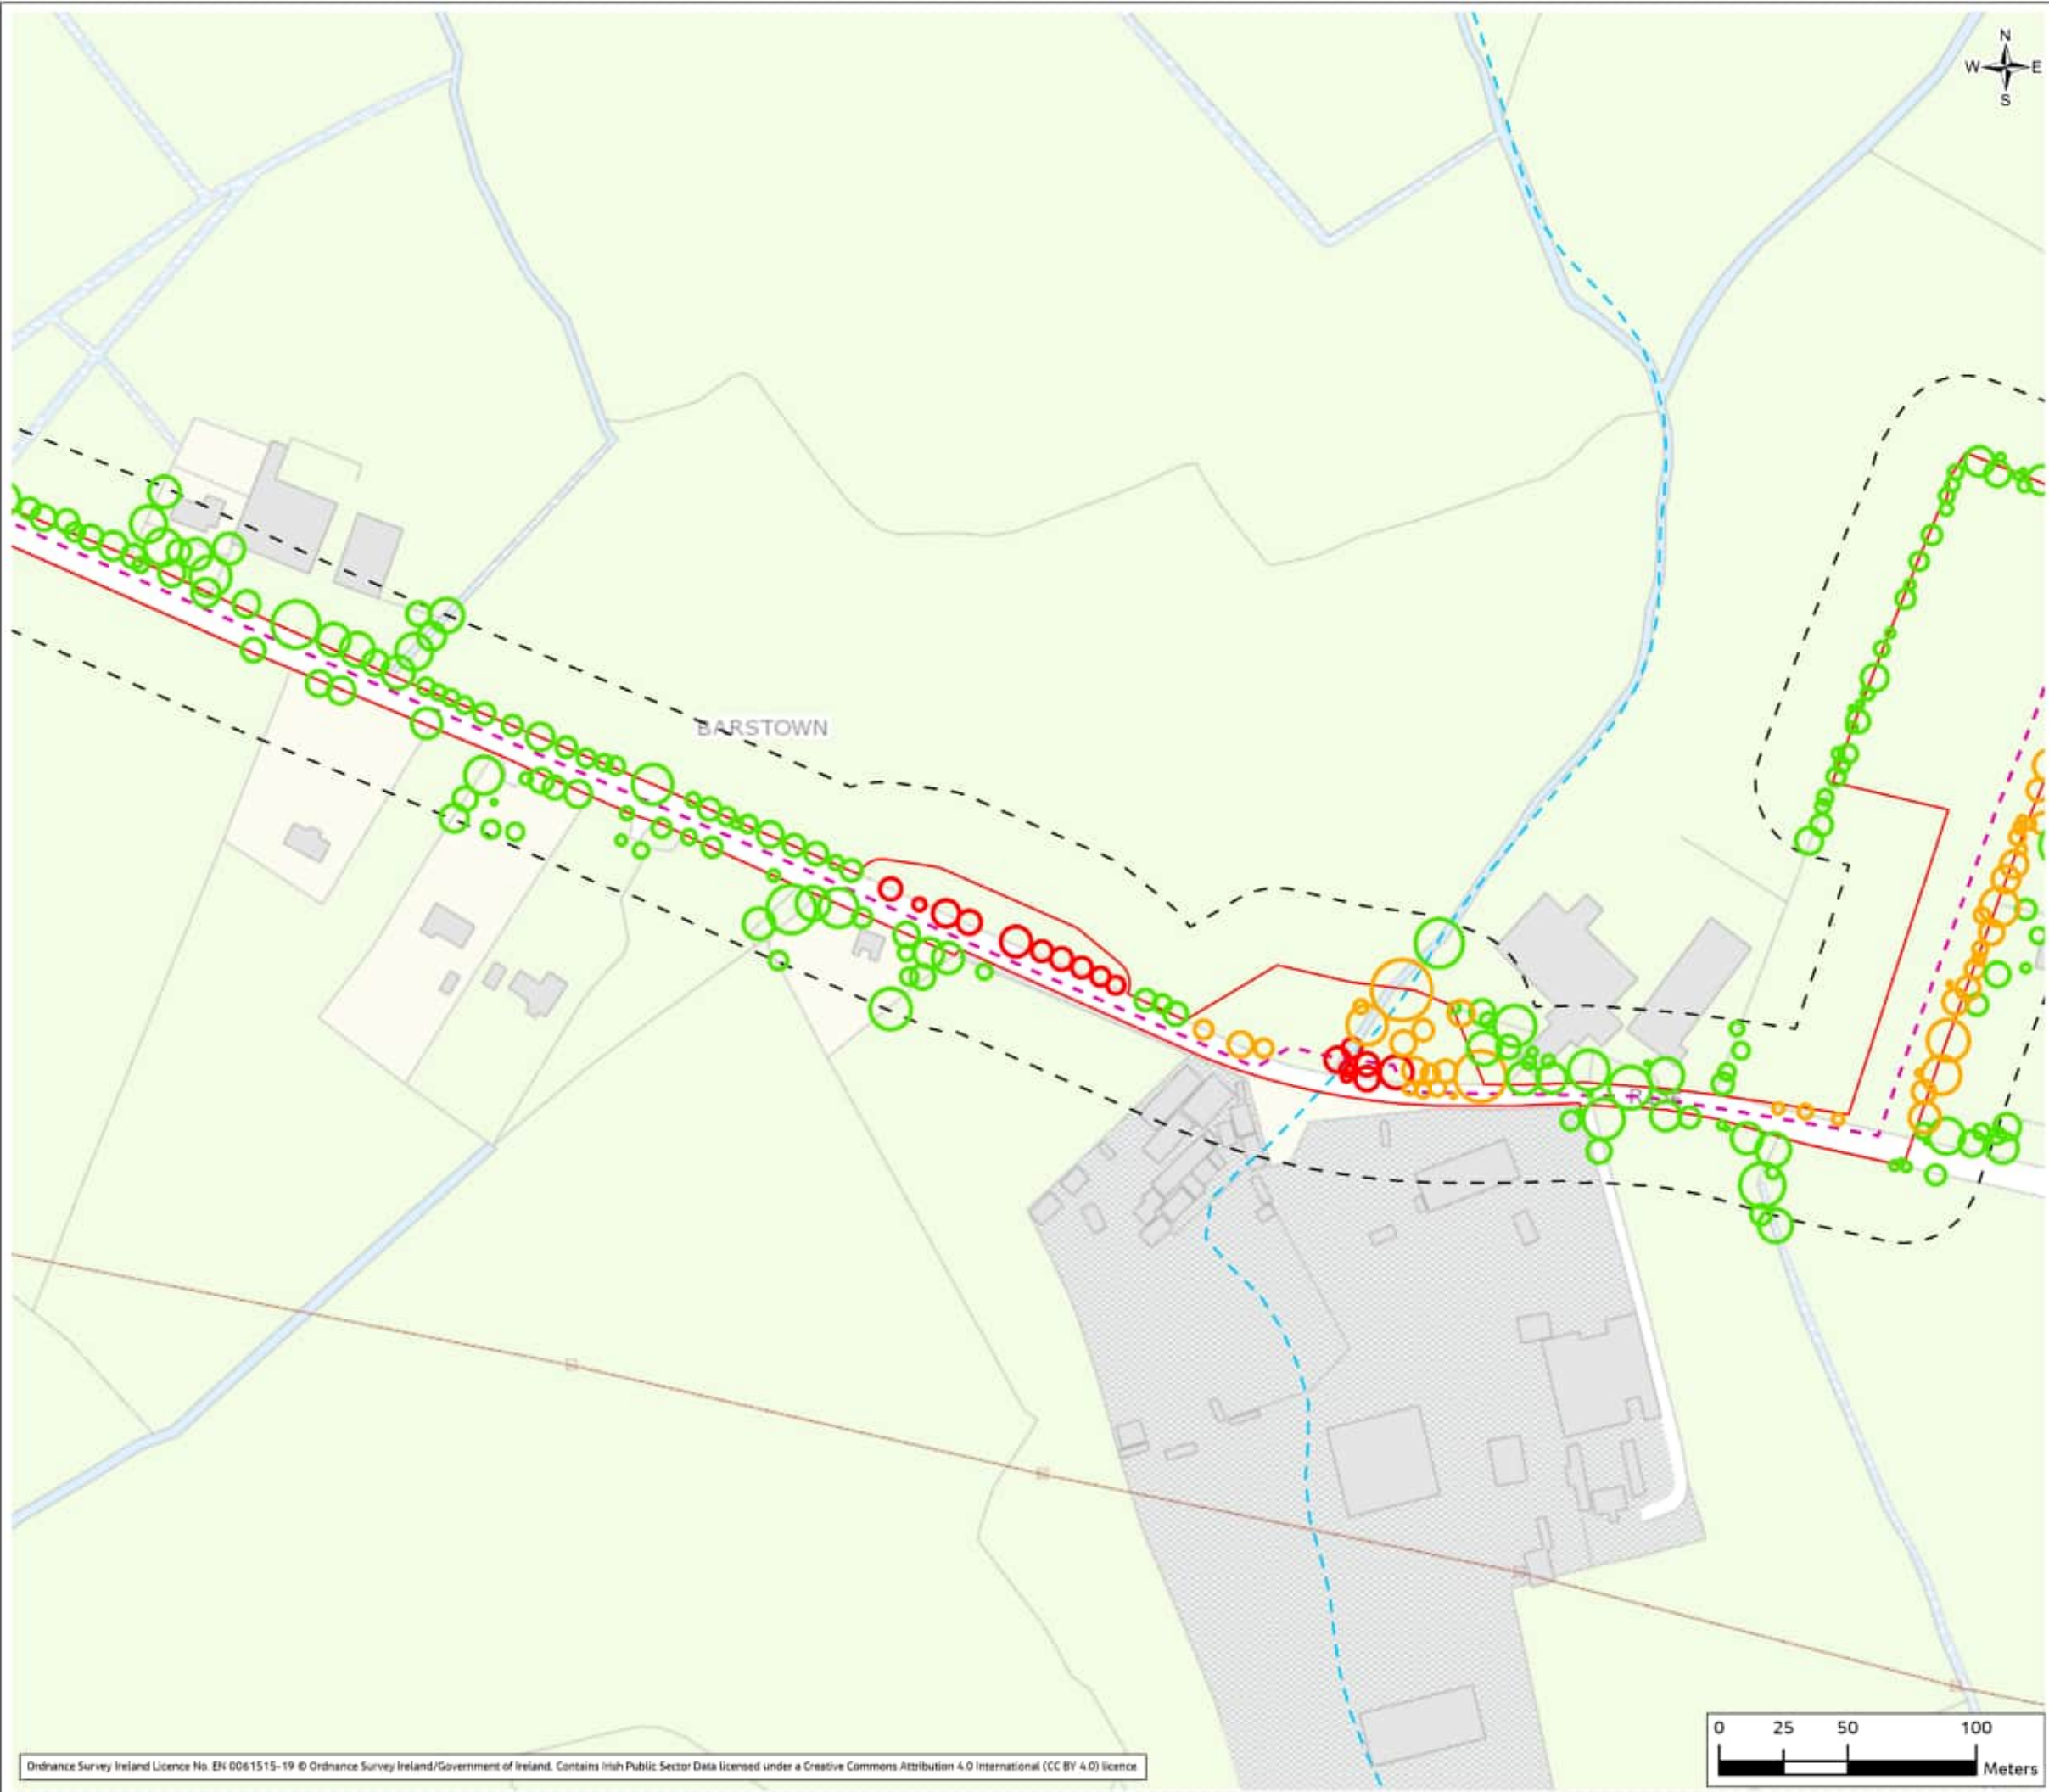 N
W E
S
BARSTOWN
0 25 50 100
Meters
Ordnance Survey Ireland Licence No. EN 0061515-19 © Ordnance Survey Ireland/Government of Ireland. Contains Irish Public Sector Data licensed under a Creative Commons Attribution 4.0 International (CC BY 4.0) licence